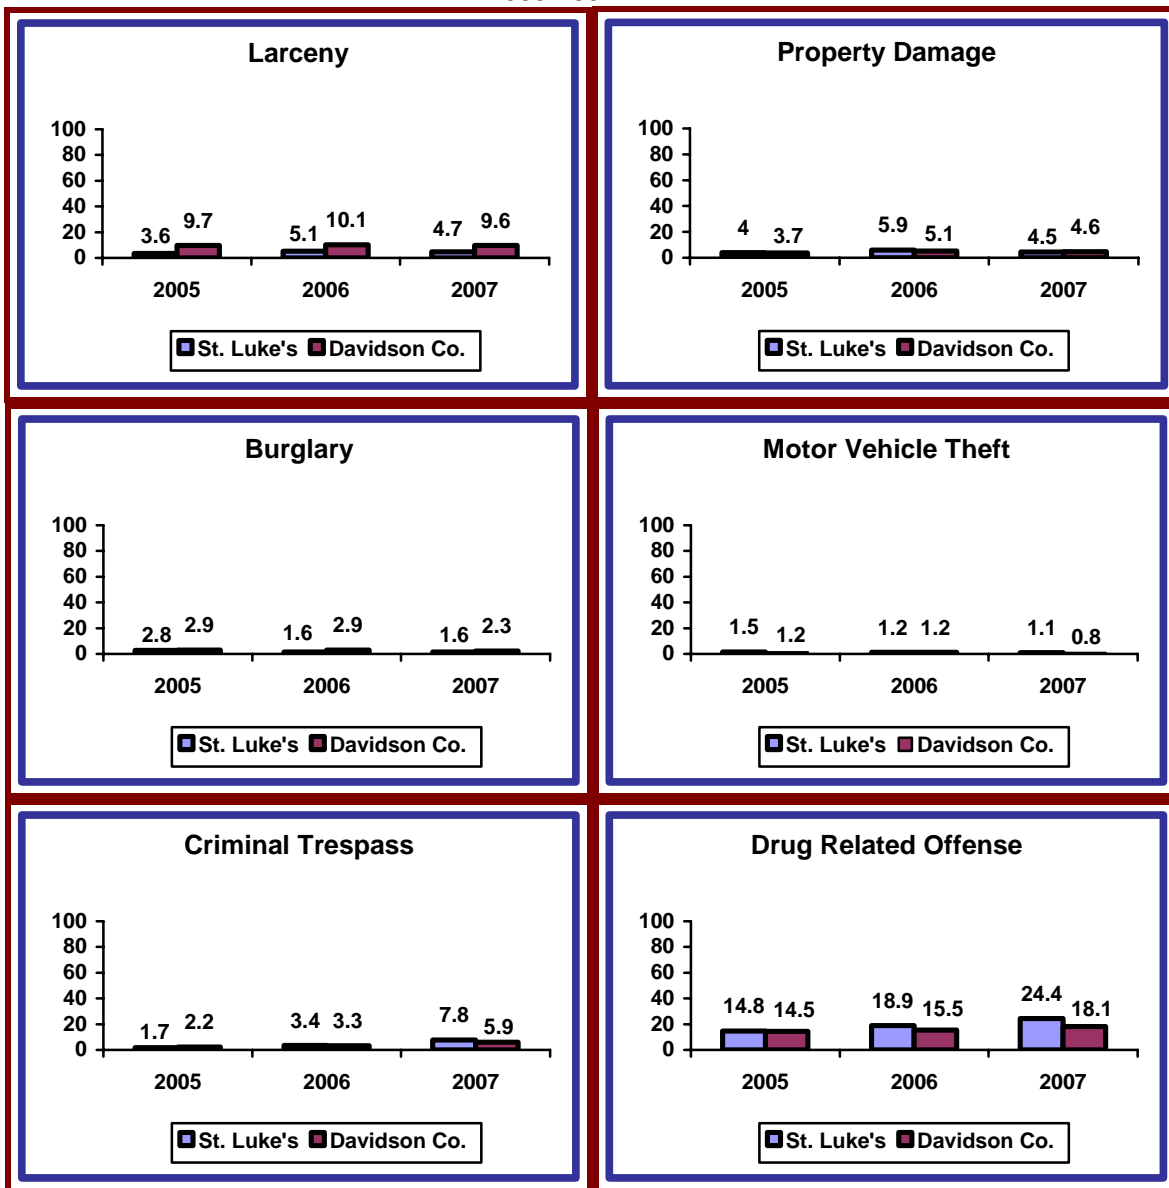 Larceny
100
80
60
40
20
0
3.6 9.7 5.1 10.1 4.7 9.6
2005 2006 2007
St. Luke's Davidson Co.
Property Damage
100
80
60
40
20
0
4 3.7 5.9 5.1 4.5 4.6
2005 2006 2007
St. Luke's Davidson Co.
Burglary
100
80
60
40
20
0
2.8 2.9 1.6 2.9 1.6 2.3
2005 2006 2007
St. Luke's Davidson Co.
Motor Vehicle Theft
100
80
60
40
20
0
1.5 1.2 1.2 1.2 1.1 0.8
2005 2006 2007
St. Luke's Davidson Co.
Criminal Trespass
100
80
60
40
20
0
1.7 2.2 3.4 3.3 7.8 5.9
2005 2006 2007
St. Luke's Davidson Co.
Drug Related Offense
100
80
60
40
20
0
14.8 14.5 18.9 15.5 24.4 18.1
2005 2006 2007
St. Luke's Davidson Co.